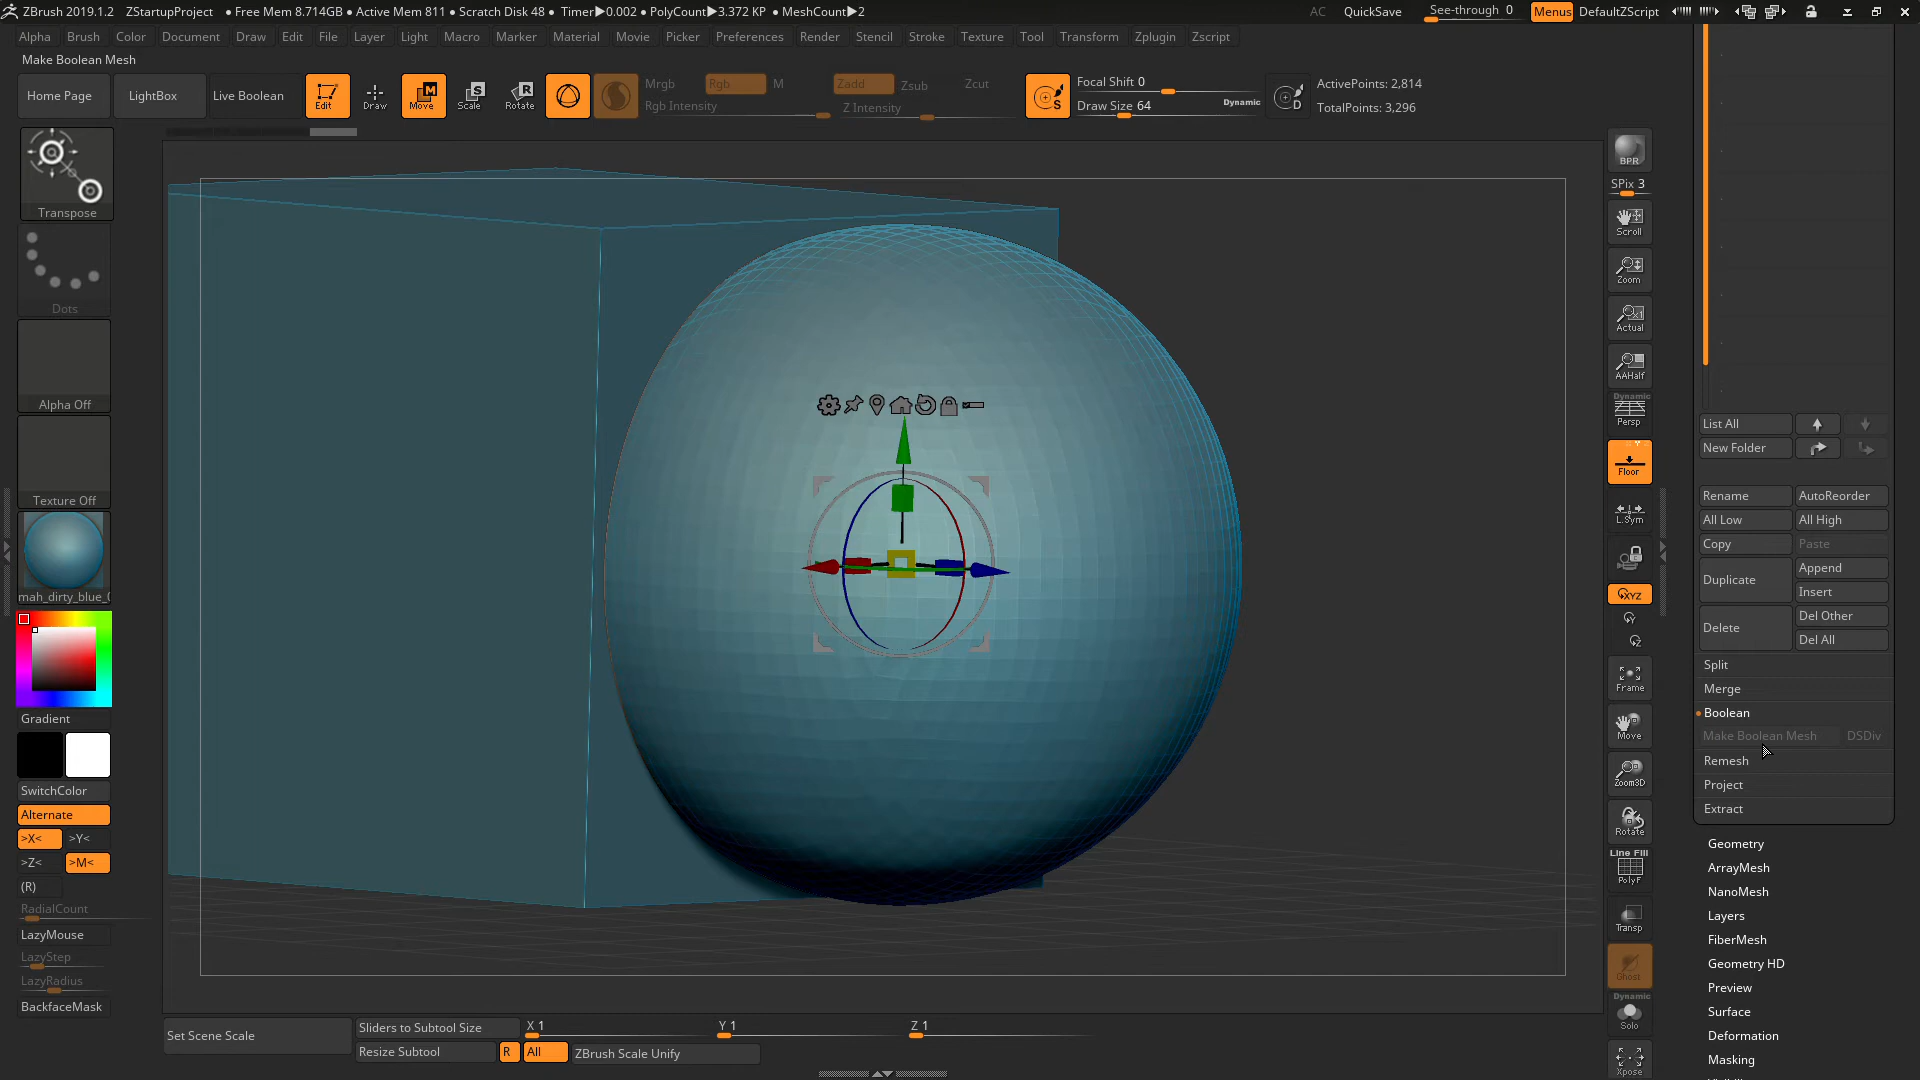 ZBrush 2019.1.2 ZStartupProject • Free Mem 8.714GB • Active Mem 811 • Scratch Disk 48 • Timer▶0.002 • PolyCount▶3.372 KP • MeshCount▶2 AC QuickSave See-through 0 Menus DefaultZScript
Alpha Brush Color Document Draw Edit File Layer Light Macro Marker Material Movie Picker Preferences Render Stencil Stroke Texture Tool Transform Zplugin Zscript
Make Boolean Mesh
Home Page LightBox Live Boolean Edit Draw Move Scale Rotate
Mrgb Rgb M Zadd Zsub Zcut
Rgb Intensity Z Intensity
Focal Shift 0
Draw Size 64 Dynamic
ActivePoints: 2,814
TotalPoints: 3,296
Transpose
Dots
Alpha Off
Texture Off
mah_dirty_blue_0
Gradient
SwitchColor
Alternate
>X< >Y<
>Z< >M<
(R)
RadialCount
LazyMouse
LazyStep
LazyRadius
BackfaceMask
Set Scene Scale
Sliders to Subtool Size X 1 Y 1 Z 1
Resize Subtool R All ZBrush Scale Unify
BPR
SPix 3
Scroll
Zoom
Actual
AAHalf
Dynamic
Persp
Floor
L.Sym
XYZ
Y
Z
Frame
Move
Zoom3D
Rotate
Line Fill
PolyF
Transp
Ghost
Dynamic
Solo
Xpose
List All
New Folder
Rename AutoReorder
All Low All High
Copy Paste
Duplicate Append
Insert
Delete Del Other
Del All
Split
Merge
Boolean
Make Boolean Mesh DSDiv
Remesh
Project
Extract
Geometry
ArrayMesh
NanoMesh
Layers
FiberMesh
Geometry HD
Preview
Surface
Deformation
Masking